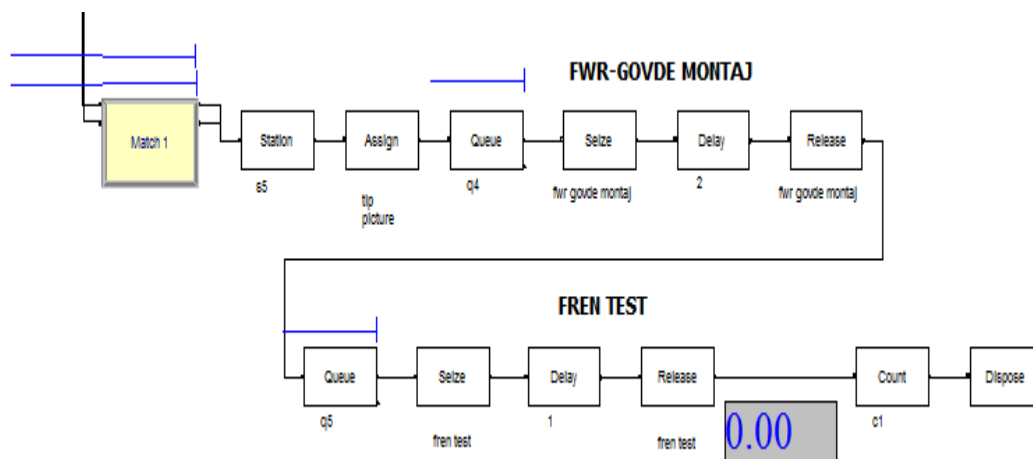 FWR-GOVDE MONTAJ
Match 1
Station
Assign
Queue
Seize
Delay
Release
s5
tip
picture
q4
fwr govde montaj
2
fwr govde montaj
FREN TEST
Queue
Seize
Delay
Release
Count
Dispose
q5
fren test
1
fren test
0.00
c1